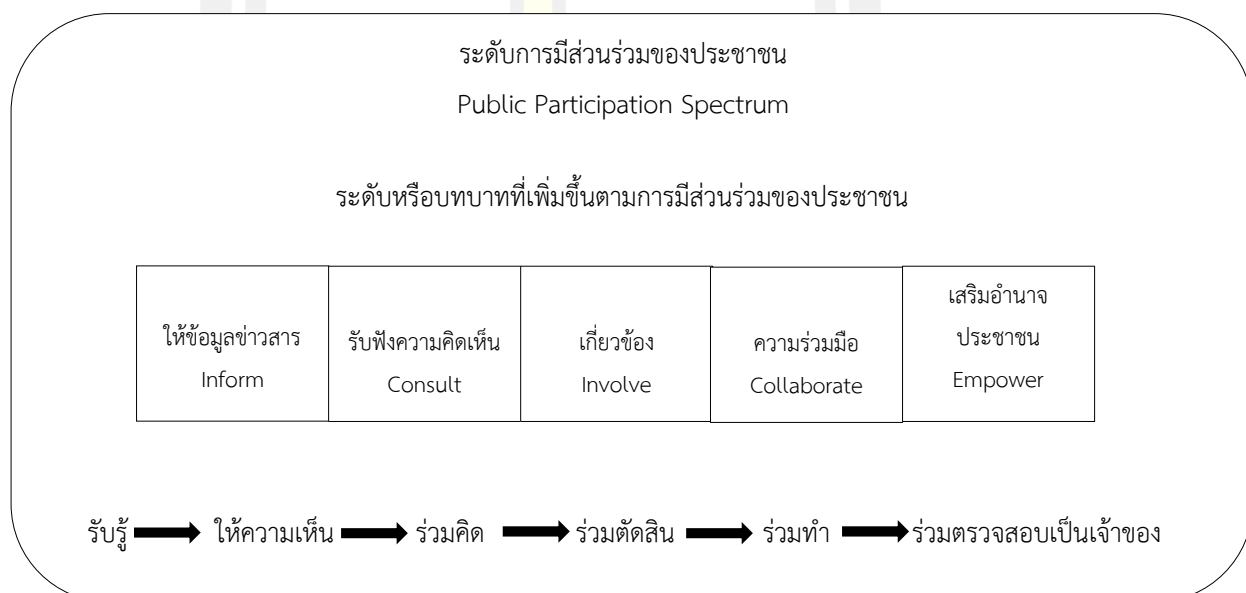 ระดับการมีส่วนร่วมของประชาชน
Public Participation Spectrum
ระดับหรือบทบาทที่เพิ่มขึ้นตามการมีส่วนร่วมของประชาชน
ให้ข้อมูลข่าวสาร
Inform
รับฟังความคิดเห็น
Consult
เกี่ยวข้อง
Involve
ความร่วมมือ
Collaborate
เสริมอำนาจ
ประชาชน
Empower
รับรู้ ให้ความเห็น ร่วมคิด ร่วมตัดสิน ร่วมทำ ร่วมตรวจสอบเป็นเจ้าของ